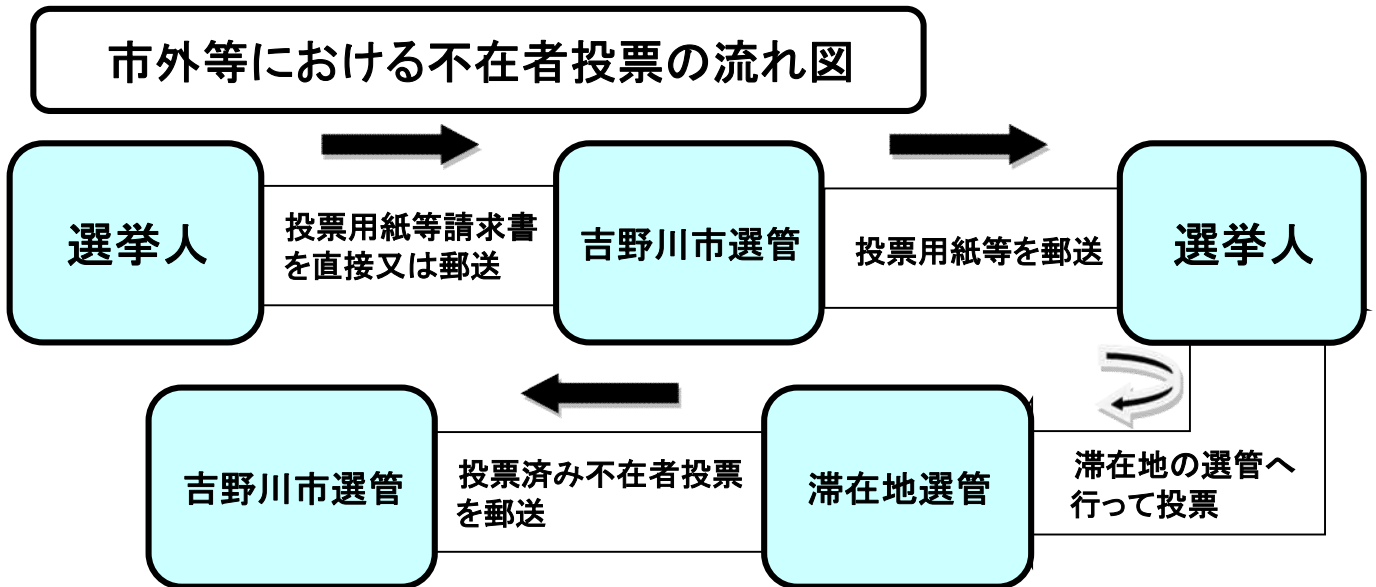 市外等における不在者投票の流れ図
選挙人
投票用紙等請求書
を直接又は郵送
吉野川市選管
投票用紙等を郵送
選挙人
滞在地の選管へ
行って投票
滞在地選管
投票済み不在者投票
を郵送
吉野川市選管